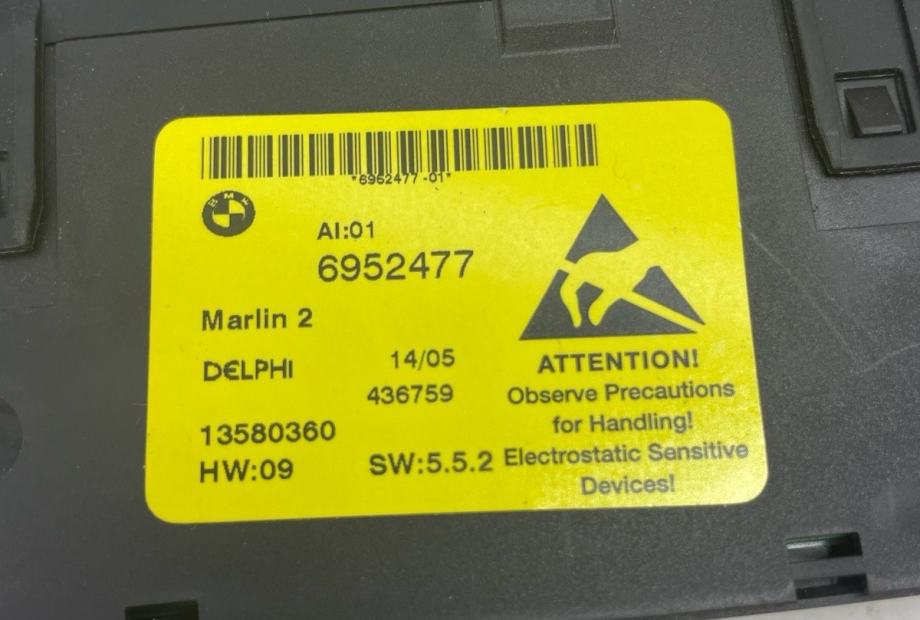 *6952477-01*
BMW
AI:01
6952477
Marlin 2
DELPHI
14/05
436759
13580360
HW:09
SW:5.5.2
ATTENTION!
Observe Precautions
for Handling!
Electrostatic Sensitive
Devices!